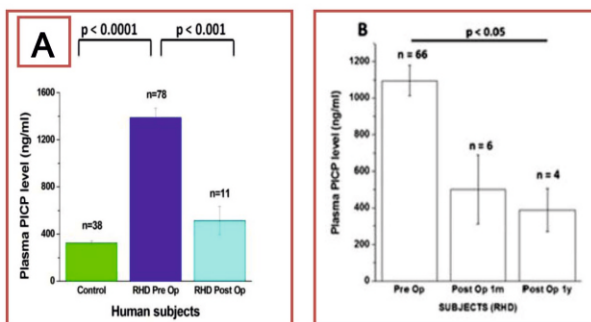 A
p < 0.0001 p < 0.001
Plasma PICP level (ng/ml)
1600
1200
800
400
0
n=38
n=78
n=11
Control RHD Pre Op RHD Post Op
Human subjects
B
p < 0.05
Plasma PICP level (ng/ml)
1200
1000
800
600
400
200
0
n = 66
n = 6
n = 4
Pre Op Post Op 1m Post Op 1y
SUBJECTS (RHD)